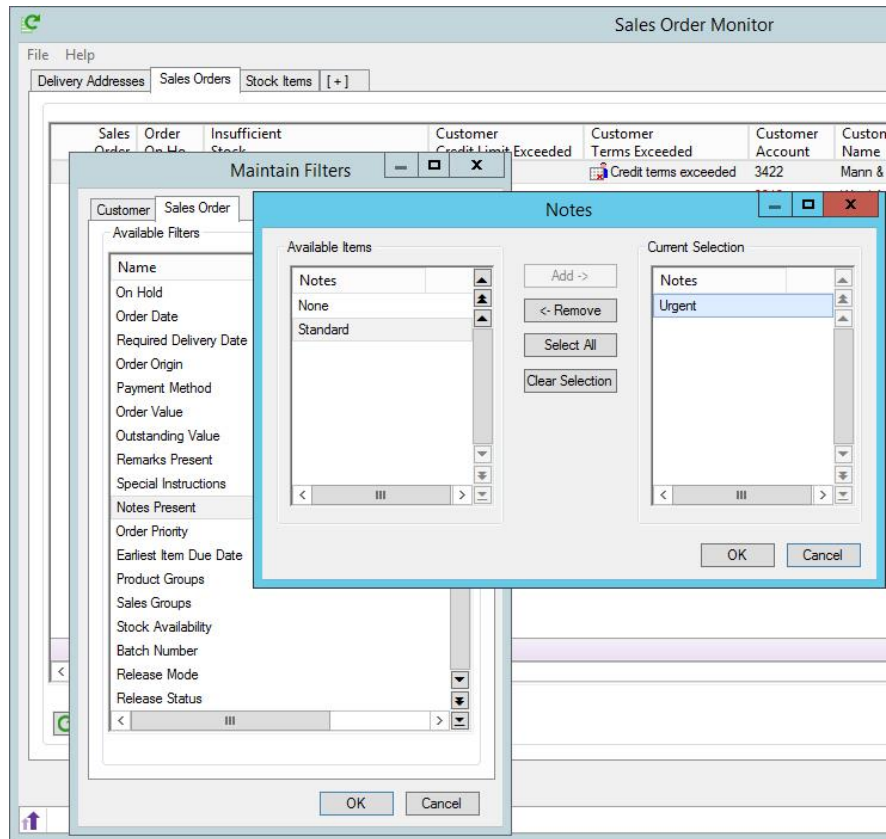 Sales Order Monitor
File Help
Delivery Addresses Sales Orders Stock Items [ + ]
Sales Order Insufficient Customer Customer Customer Custom
Order On Ho Stock Credit Limit Exceeded Terms Exceeded Account Name
Credit terms exceeded 3422 Mann &
Maintain Filters
Customer Sales Order
Available Filters
Name
On Hold
Order Date
Required Delivery Date
Order Origin
Payment Method
Order Value
Outstanding Value
Remarks Present
Special Instructions
Notes Present
Order Priority
Earliest Item Due Date
Product Groups
Sales Groups
Stock Availability
Batch Number
Release Mode
Release Status
OK Cancel
Notes
Available Items
Notes
None
Standard
Add ->
<- Remove
Select All
Clear Selection
Current Selection
Notes
Urgent
OK Cancel